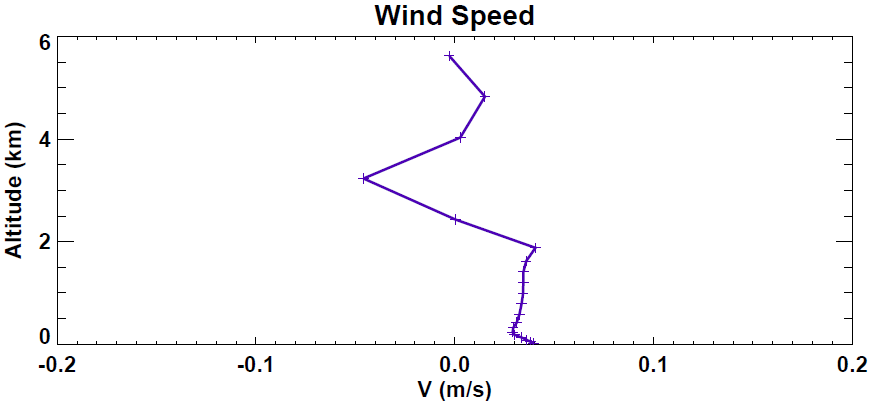 Wind Speed
6
4
2
0
Altitude (km)
-0.2 -0.1 0.0 0.1 0.2
V (m/s)